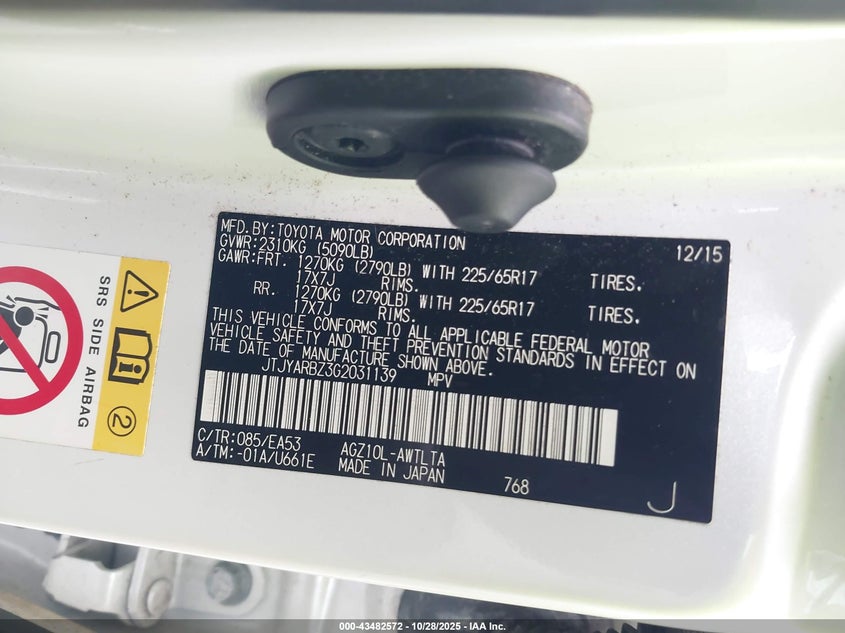 MFD.BY:TOYOTA MOTOR CORPORATION 12/15
GVWR:2310KG (5090LB)
GAWR:FRT. 1270KG (2790LB) WITH 225/65R17 TIRES.
17X7J RIMS.
RR. 1270KG (2790LB) WITH 225/65R17 TIRES.
17X7J RIMS.
THIS VEHICLE CONFORMS TO ALL APPLICABLE FEDERAL MOTOR
VEHICLE SAFETY AND THEFT PREVENTION STANDARDS IN EFFECT ON
THE DATE OF MANUFACTURE SHOWN ABOVE.
JTJYARBZ3G2031139 MPV
C/TR:085/EA53 AGZ10L-AWTLTA
A/TM:-01A/U661E MADE IN JAPAN 768
J
SRS SIDE AIRBAG
2
000-43482572 - 10/28/2025 - IAA Inc.